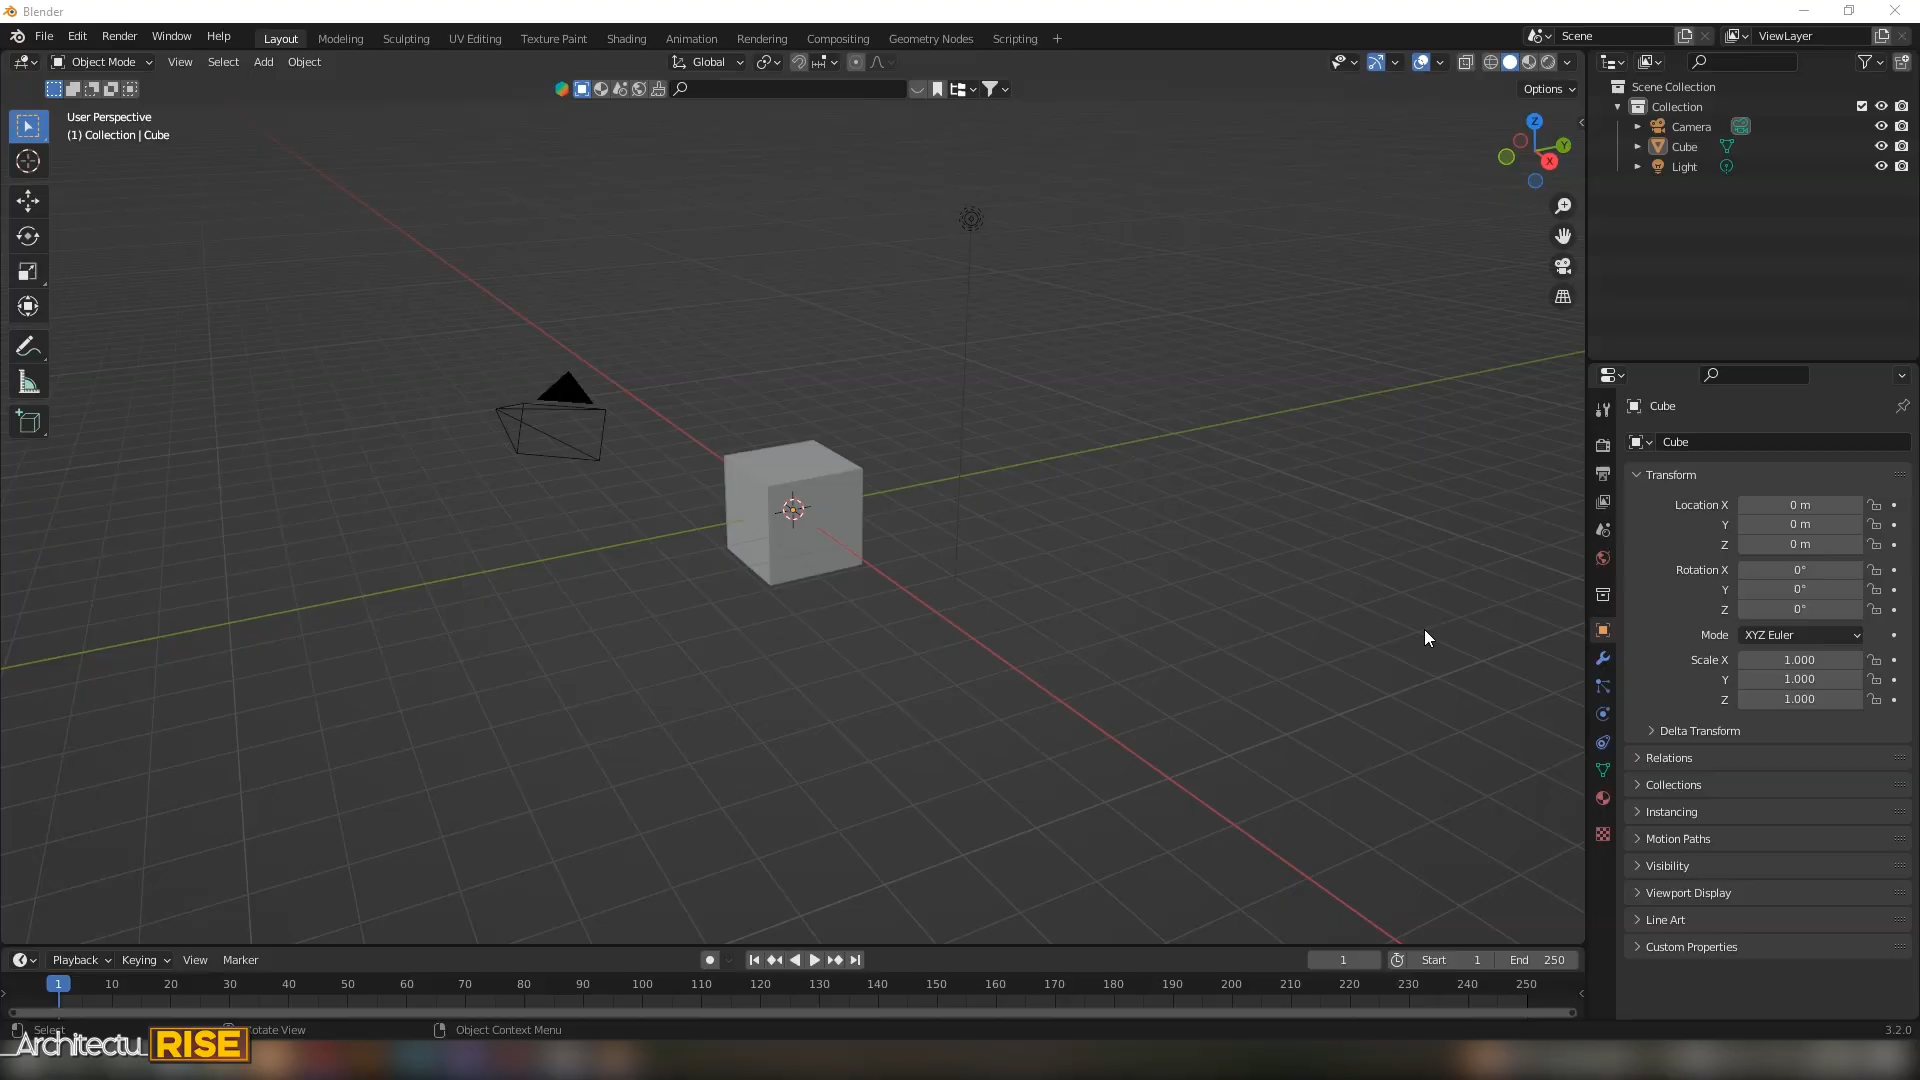 Blender
File Edit Render Window Help Layout Modeling Sculpting UV Editing Texture Paint Shading Animation Rendering Compositing Geometry Nodes Scripting + Scene ViewLayer
Object Mode View Select Add Object Global
Options
User Perspective
(1) Collection | Cube
Z
Y
X
Scene Collection
Collection
Camera
Cube
Light
Cube
Cube
Transform
Location X 0 m
Y 0 m
Z 0 m
Rotation X 0°
Y 0°
Z 0°
Mode XYZ Euler
Scale X 1.000
Y 1.000
Z 1.000
Delta Transform
Relations
Collections
Instancing
Motion Paths
Visibility
Viewport Display
Line Art
Custom Properties
Playback Keying View Marker 1 Start 1 End 250
1 10 20 30 40 50 60 70 80 90 100 110 120 130 140 150 160 170 180 190 200 210 220 230 240 250
Select otate View Object Context Menu 3.2.0
Architectu RISE